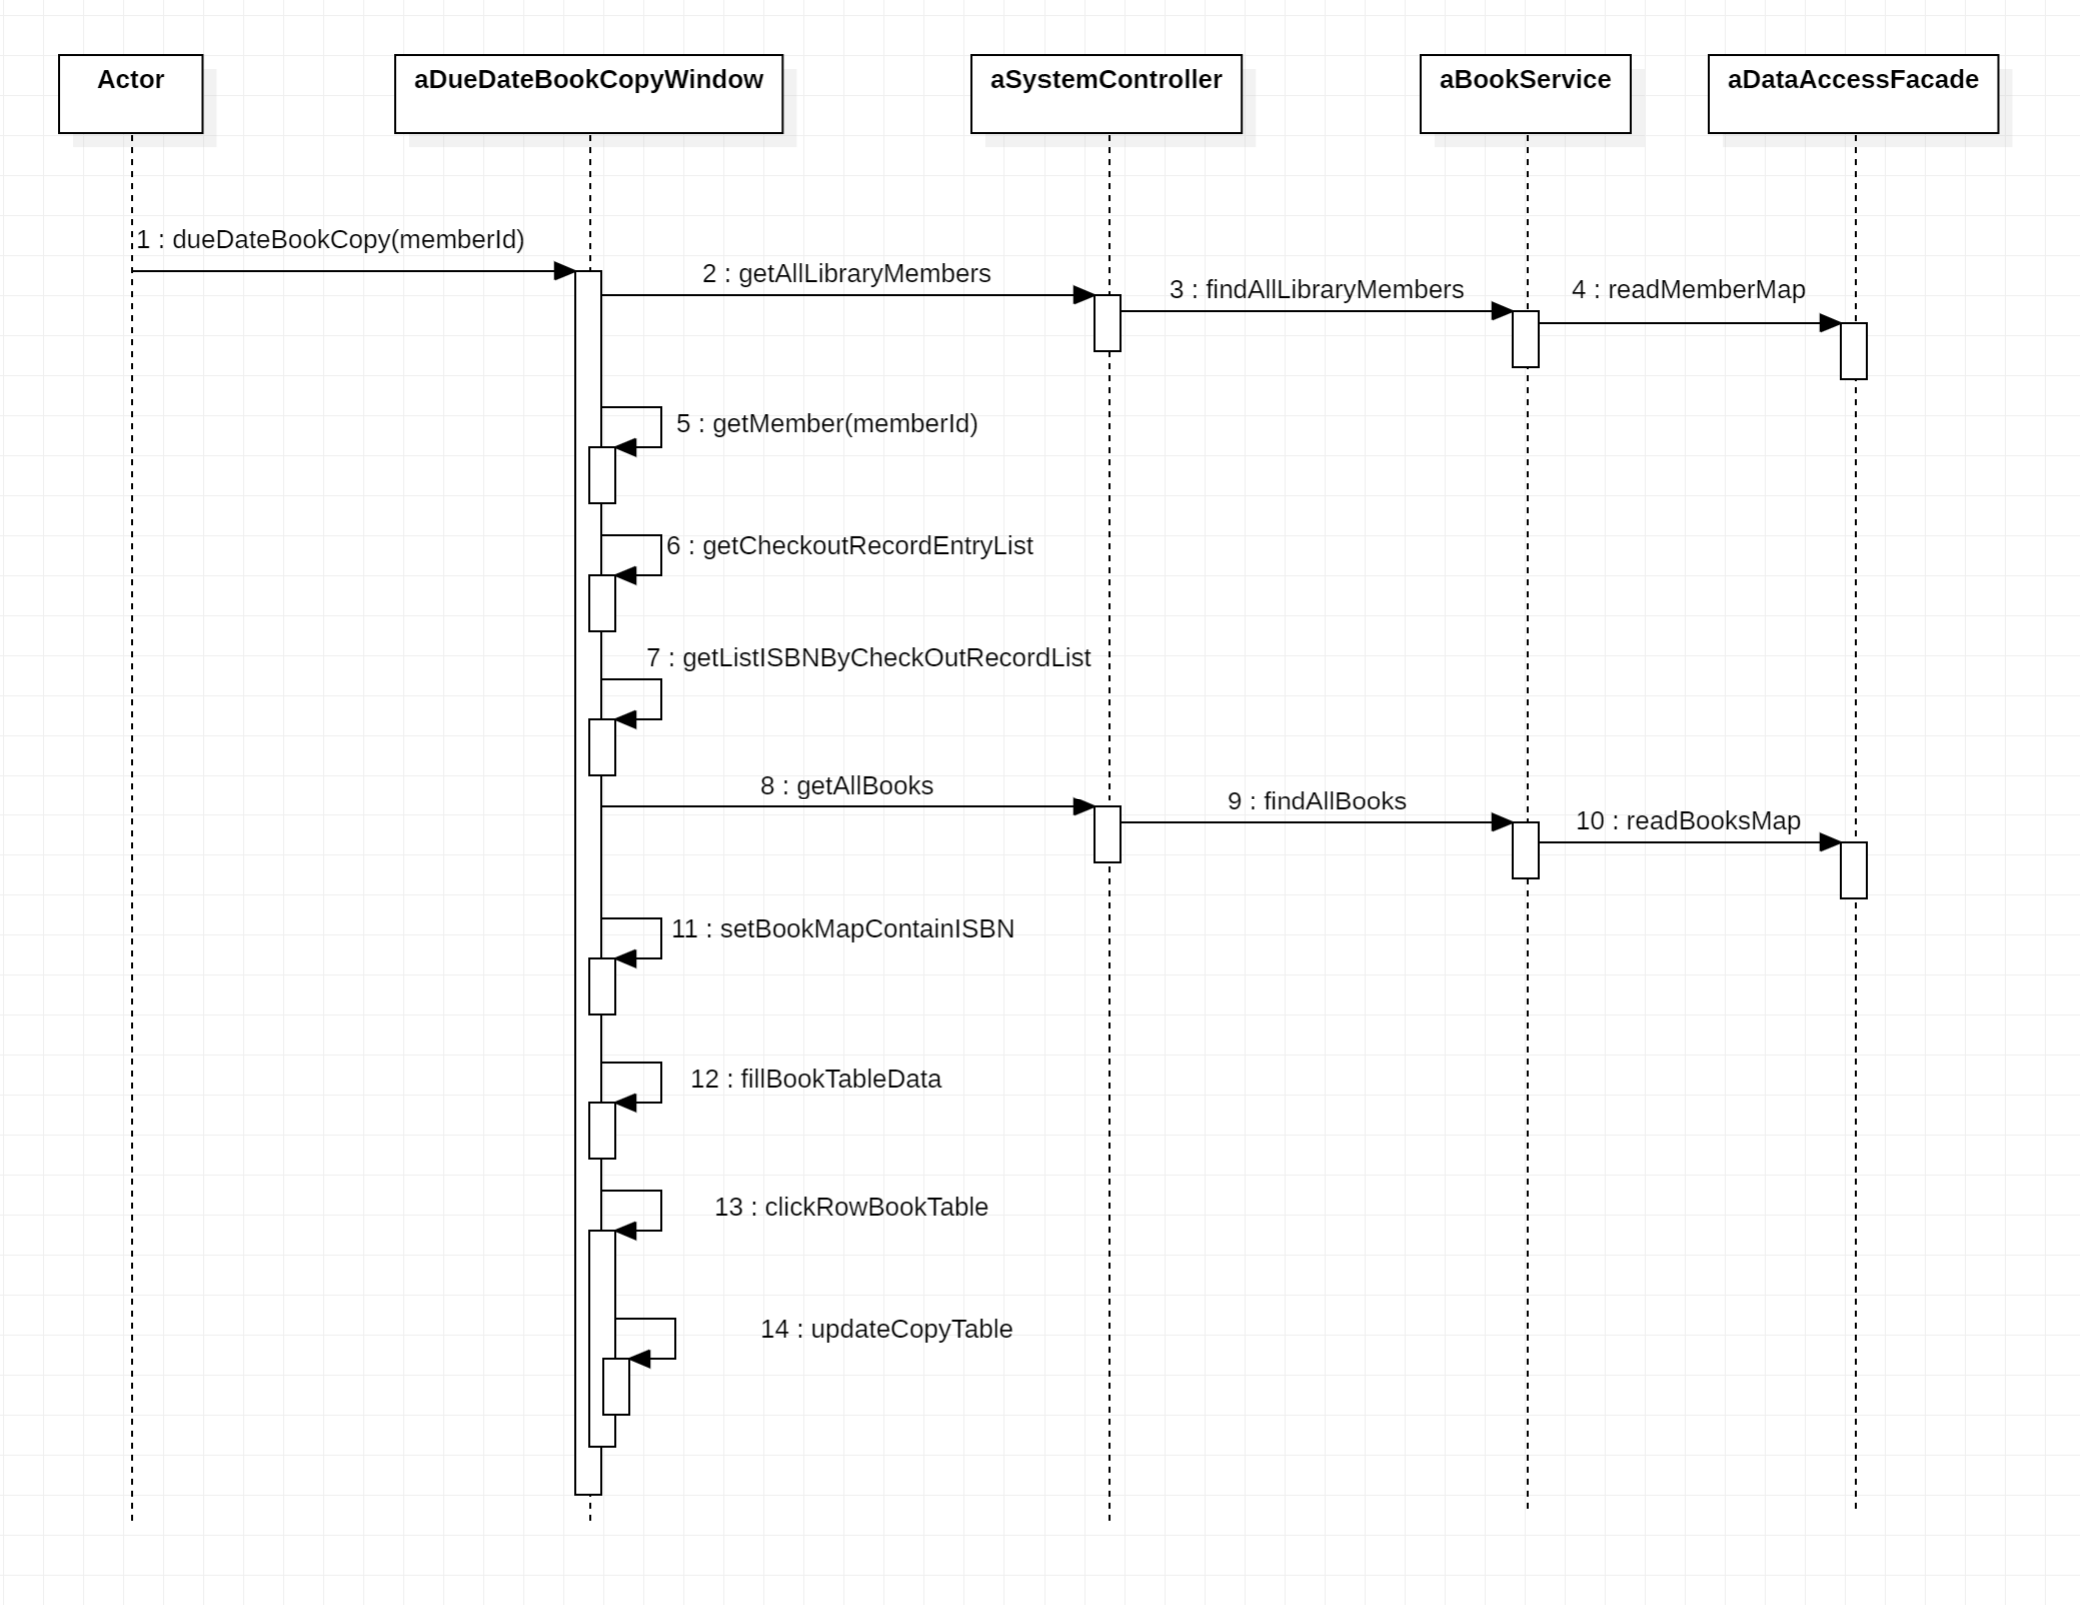 Actor
aDueDateBookCopyWindow
aSystemController
aBookService
aDataAccessFacade
1 : dueDateBookCopy(memberId)
2 : getAllLibraryMembers
3 : findAllLibraryMembers
4 : readMemberMap
5 : getMember(memberId)
6 : getCheckoutRecordEntryList
7 : getListISBNByCheckOutRecordList
8 : getAllBooks
9 : findAllBooks
10 : readBooksMap
11 : setBookMapContainISBN
12 : fillBookTableData
13 : clickRowBookTable
14 : updateCopyTable